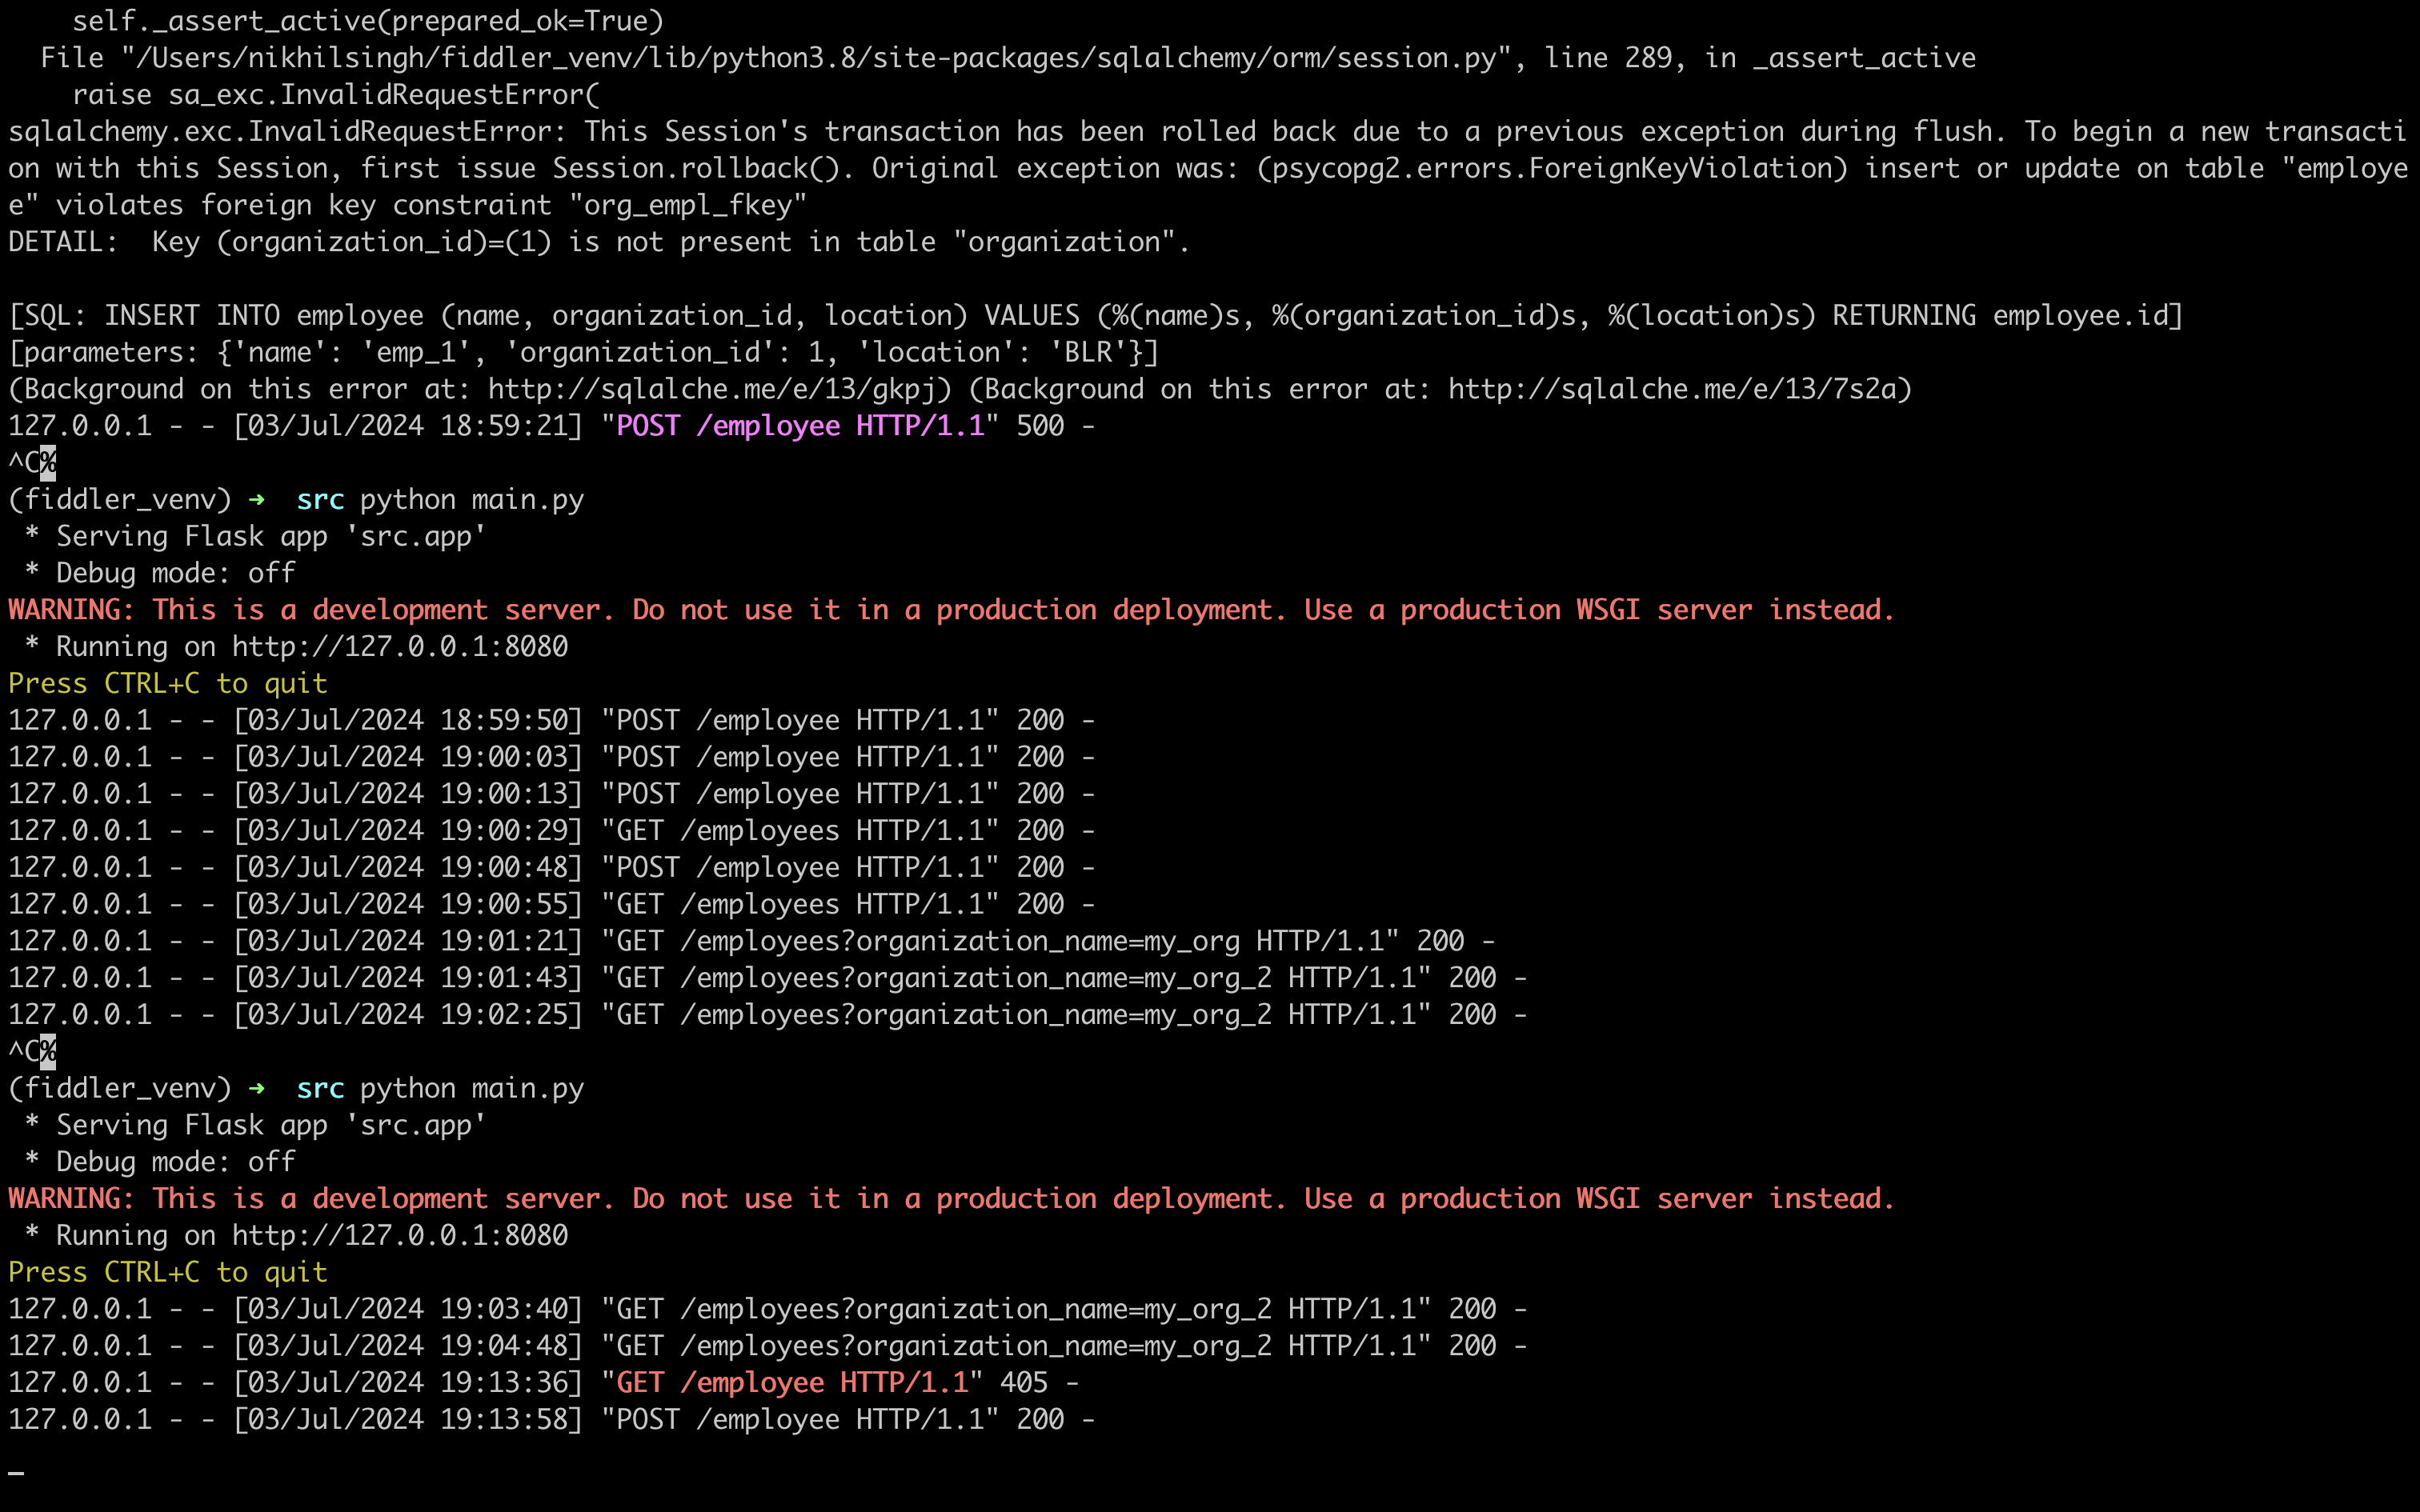 self._assert_active(prepared_ok=True)
  File "/Users/nikhilsingh/fiddler_venv/lib/python3.8/site-packages/sqlalchemy/orm/session.py", line 289, in _assert_active
    raise sa_exc.InvalidRequestError(
sqlalchemy.exc.InvalidRequestError: This Session's transaction has been rolled back due to a previous exception during flush. To begin a new transacti
on with this Session, first issue Session.rollback(). Original exception was: (psycopg2.errors.ForeignKeyViolation) insert or update on table "employe
e" violates foreign key constraint "org_empl_fkey"
DETAIL:  Key (organization_id)=(1) is not present in table "organization".

[SQL: INSERT INTO employee (name, organization_id, location) VALUES (%(name)s, %(organization_id)s, %(location)s) RETURNING employee.id]
[parameters: {'name': 'emp_1', 'organization_id': 1, 'location': 'BLR'}]
(Background on this error at: http://sqlalche.me/e/13/gkpj) (Background on this error at: http://sqlalche.me/e/13/7s2a)
127.0.0.1 - - [03/Jul/2024 18:59:21] "POST /employee HTTP/1.1" 500 -
^C%
(fiddler_venv) ➜  src python main.py
 * Serving Flask app 'src.app'
 * Debug mode: off
WARNING: This is a development server. Do not use it in a production deployment. Use a production WSGI server instead.
 * Running on http://127.0.0.1:8080
Press CTRL+C to quit
127.0.0.1 - - [03/Jul/2024 18:59:50] "POST /employee HTTP/1.1" 200 -
127.0.0.1 - - [03/Jul/2024 19:00:03] "POST /employee HTTP/1.1" 200 -
127.0.0.1 - - [03/Jul/2024 19:00:13] "POST /employee HTTP/1.1" 200 -
127.0.0.1 - - [03/Jul/2024 19:00:29] "GET /employees HTTP/1.1" 200 -
127.0.0.1 - - [03/Jul/2024 19:00:48] "POST /employee HTTP/1.1" 200 -
127.0.0.1 - - [03/Jul/2024 19:00:55] "GET /employees HTTP/1.1" 200 -
127.0.0.1 - - [03/Jul/2024 19:01:21] "GET /employees?organization_name=my_org HTTP/1.1" 200 -
127.0.0.1 - - [03/Jul/2024 19:01:43] "GET /employees?organization_name=my_org_2 HTTP/1.1" 200 -
127.0.0.1 - - [03/Jul/2024 19:02:25] "GET /employees?organization_name=my_org_2 HTTP/1.1" 200 -
^C%
(fiddler_venv) ➜  src python main.py
 * Serving Flask app 'src.app'
 * Debug mode: off
WARNING: This is a development server. Do not use it in a production deployment. Use a production WSGI server instead.
 * Running on http://127.0.0.1:8080
Press CTRL+C to quit
127.0.0.1 - - [03/Jul/2024 19:03:40] "GET /employees?organization_name=my_org_2 HTTP/1.1" 200 -
127.0.0.1 - - [03/Jul/2024 19:04:48] "GET /employees?organization_name=my_org_2 HTTP/1.1" 200 -
127.0.0.1 - - [03/Jul/2024 19:13:36] "GET /employee HTTP/1.1" 405 -
127.0.0.1 - - [03/Jul/2024 19:13:58] "POST /employee HTTP/1.1" 200 -